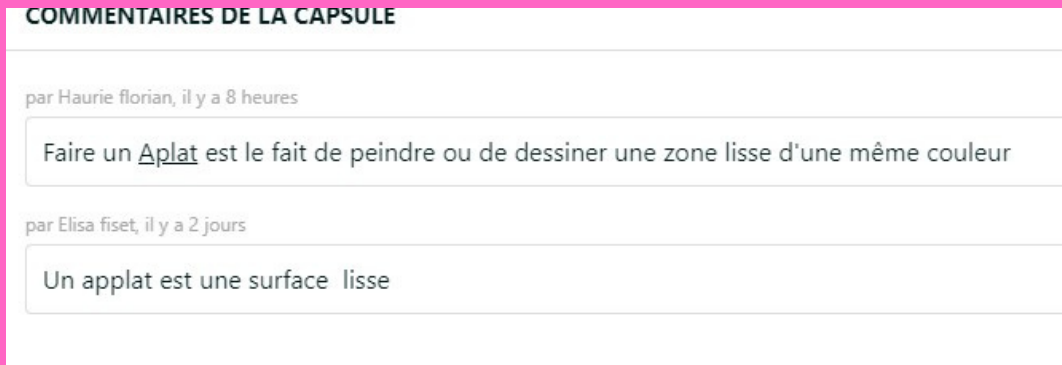 COMMENTAIRES DE LA CAPSULE
par Haurie florian, il y a 8 heures
Faire un Aplat est le fait de peindre ou de dessiner une zone lisse d'une même couleur
par Elisa fiset, il y a 2 jours
Un applat est une surface  lisse